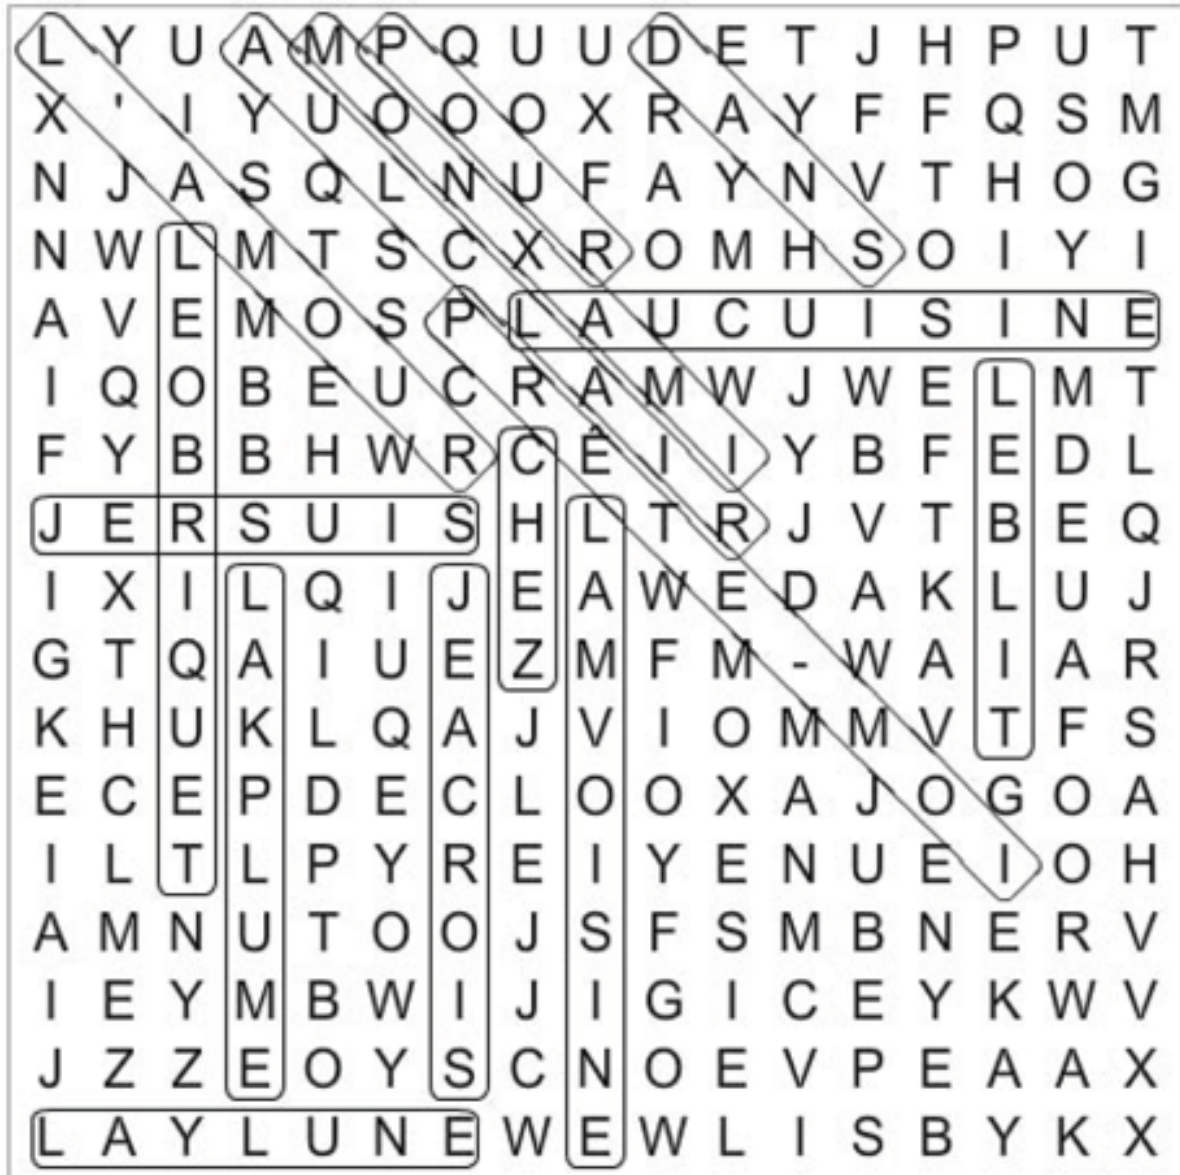 L Y U A M P Q U U D E T J H P U T
X ' I Y U O O O X R A Y F F Q S M
N J A S Q L N U F A Y N V T H O G
N W L M T S C X R O M H S O I Y I
A V E M O S P L A U C U I S I N E
I Q O B E U C R A M W J W E L M T
F Y B B H W R C Ê I I Y B F E D L
J E R S U I S H L T R J V T B E Q
I X I L Q I J E A W E D A K L U J
G T Q A I U E Z M F M - W A I A R
K H U K L Q A J V I O M M V T F S
E C E P D E C L O O X A J O G O A
I L T L P Y R E I Y E N U E I O H
A M N U T O O J S F S M B N E R V
I E Y M B W I J I G I C E Y K W V
J Z Z E O Y S C N O E V P E A A X
L A Y L U N E W E W L I S B Y K X